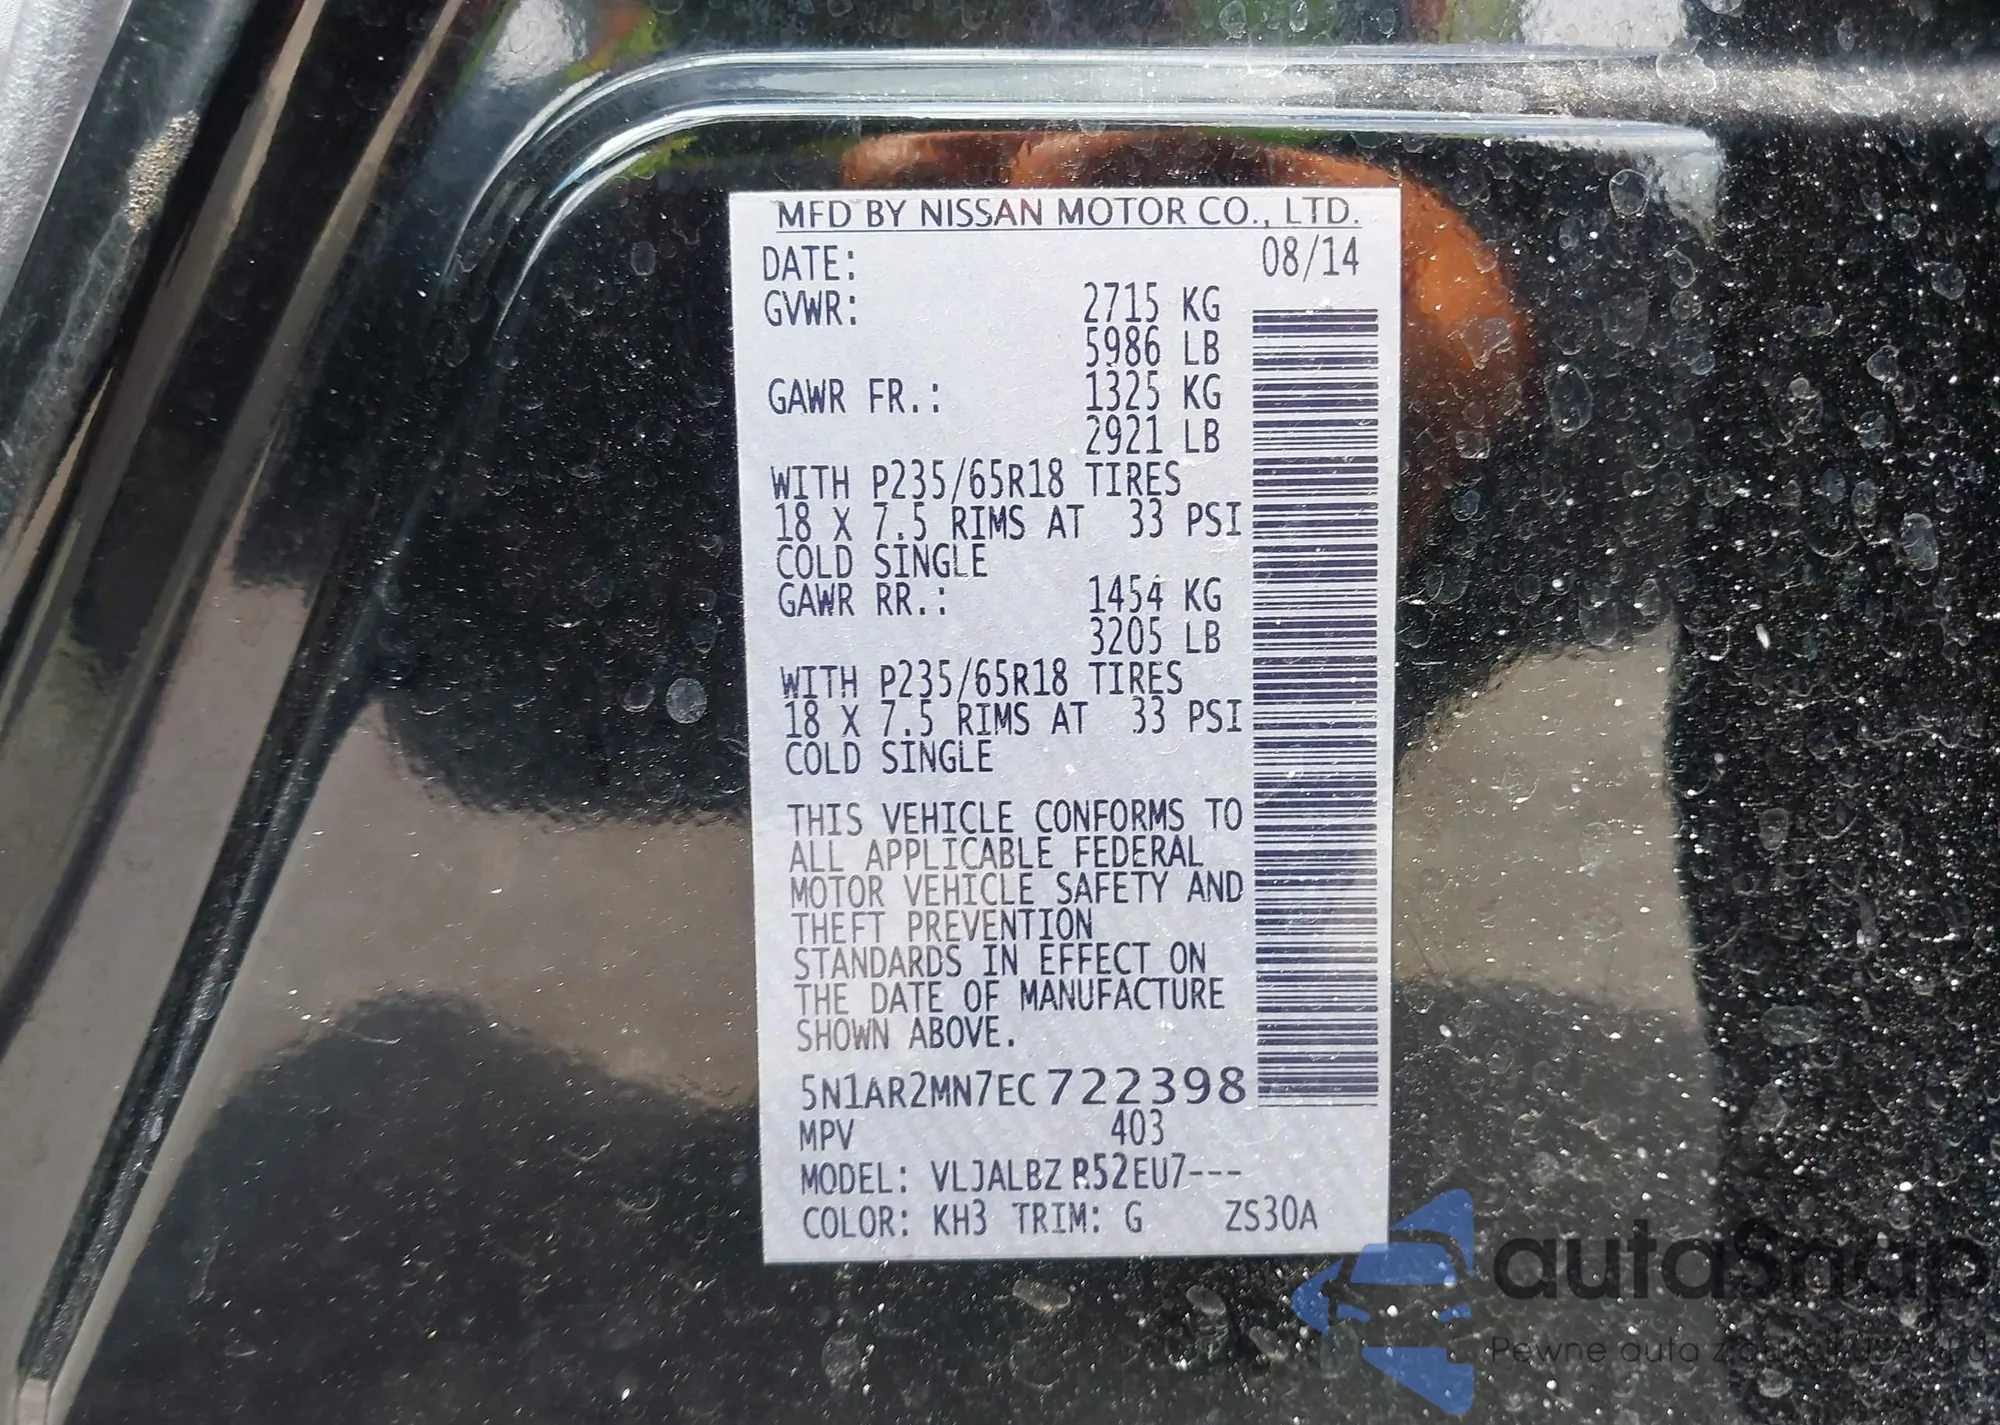 MFD BY NISSAN MOTOR CO., LTD.
DATE: 08/14
GVWR: 2715 KG
5986 LB
GAWR FR.: 1325 KG
2921 LB
WITH P235/65R18 TIRES
18 X 7.5 RIMS AT 33 PSI
COLD SINGLE
GAWR RR.: 1454 KG
3205 LB
WITH P235/65R18 TIRES
18 X 7.5 RIMS AT 33 PSI
COLD SINGLE
THIS VEHICLE CONFORMS TO
ALL APPLICABLE FEDERAL
MOTOR VEHICLE SAFETY AND
THEFT PREVENTION
STANDARDS IN EFFECT ON
THE DATE OF MANUFACTURE
SHOWN ABOVE.
5N1AR2MN7EC722398
MPV 403
MODEL: VLJALBZ R52EU7---
COLOR: KH3 TRIM: G ZS30A
autoSnap
Pewne auta z